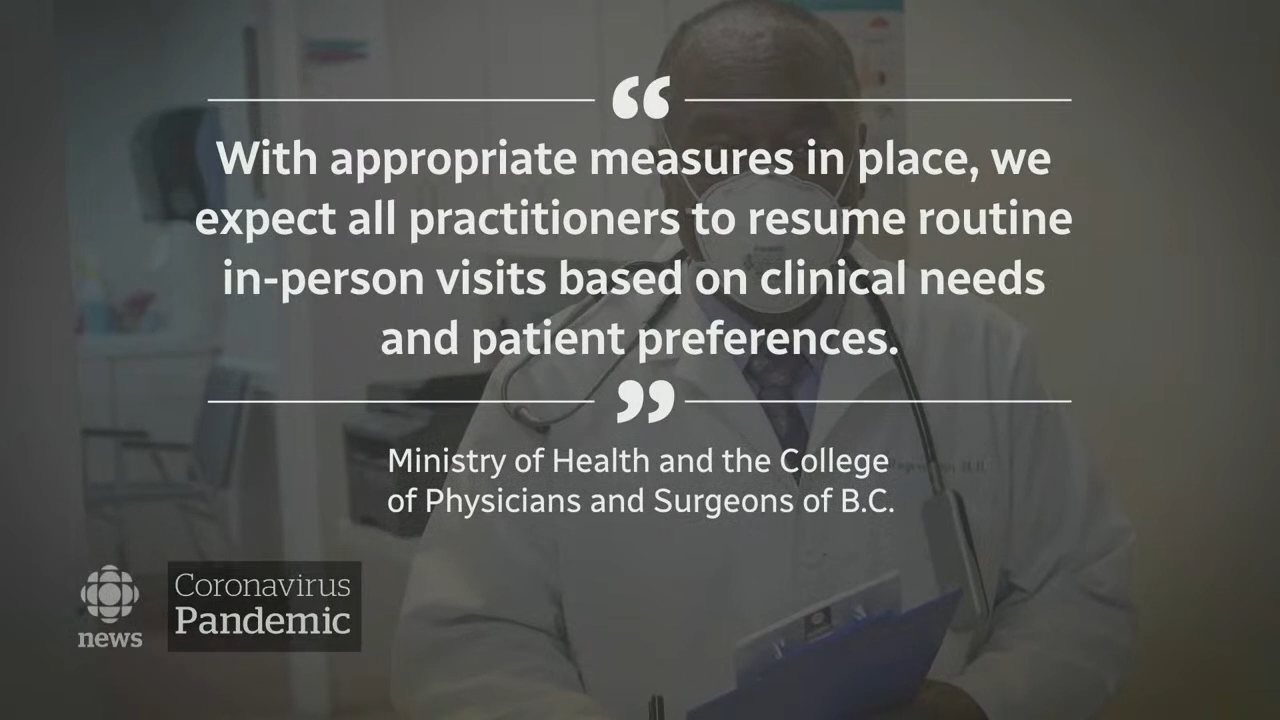 “
With appropriate measures in place, we
expect all practitioners to resume routine
in-person visits based on clinical needs
and patient preferences.
”
Ministry of Health and the College
of Physicians and Surgeons of B.C.
news
Coronavirus
Pandemic